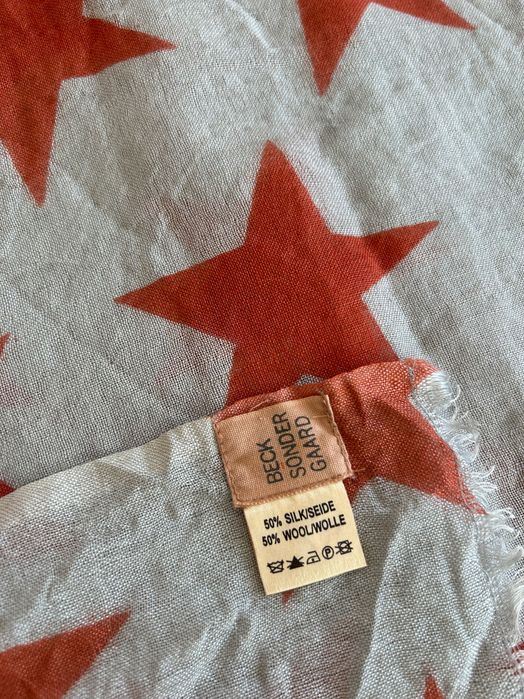 BECK
SONDER
GAARD
50% SILK/SEIDE
50% WOOL/WOLLE